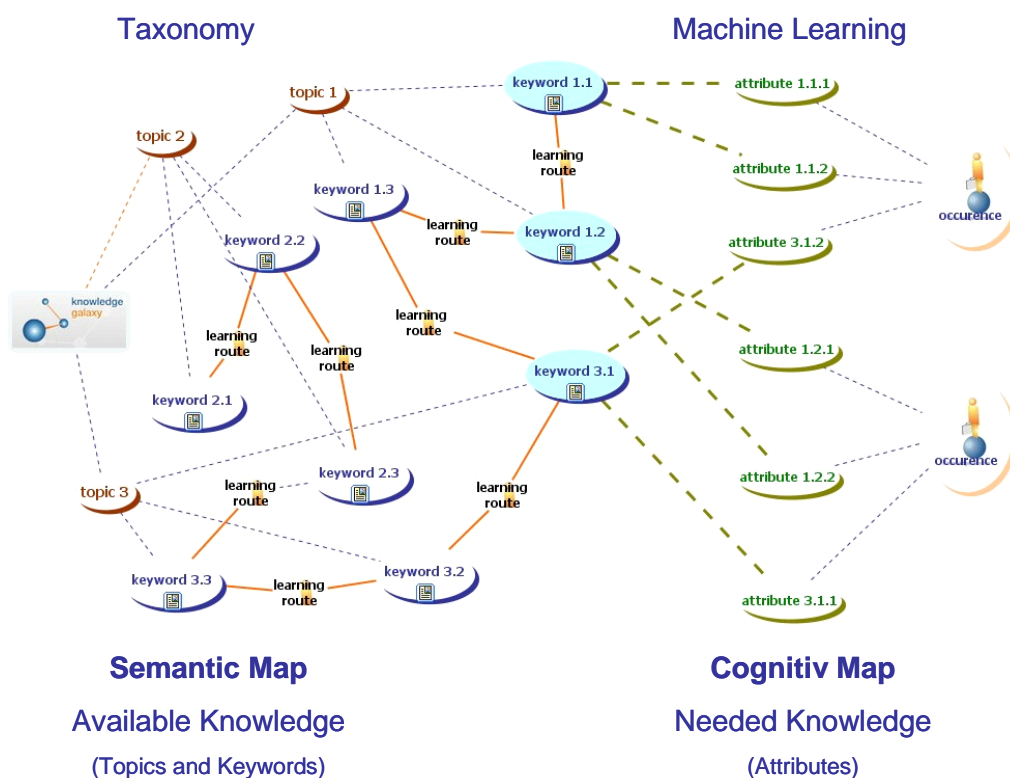 Taxonomy
Machine Learning
keyword 1.1
attribute 1.1.1
topic 1
topic 2
learning
route
attribute 1.1.2
keyword 1.3
occurence
learning
route
keyword 1.2
keyword 2.2
attribute 3.1.2
knowledge
galaxy
learning
route
learning
route
learning
route
attribute 1.2.1
keyword 3.1
keyword 2.1
occurence
keyword 2.3
attribute 1.2.2
topic 3
learning
route
learning
route
keyword 3.3
keyword 3.2
learning
route
attribute 3.1.1
Semantic Map
Cognitiv Map
Available Knowledge
Needed Knowledge
(Topics and Keywords)
(Attributes)